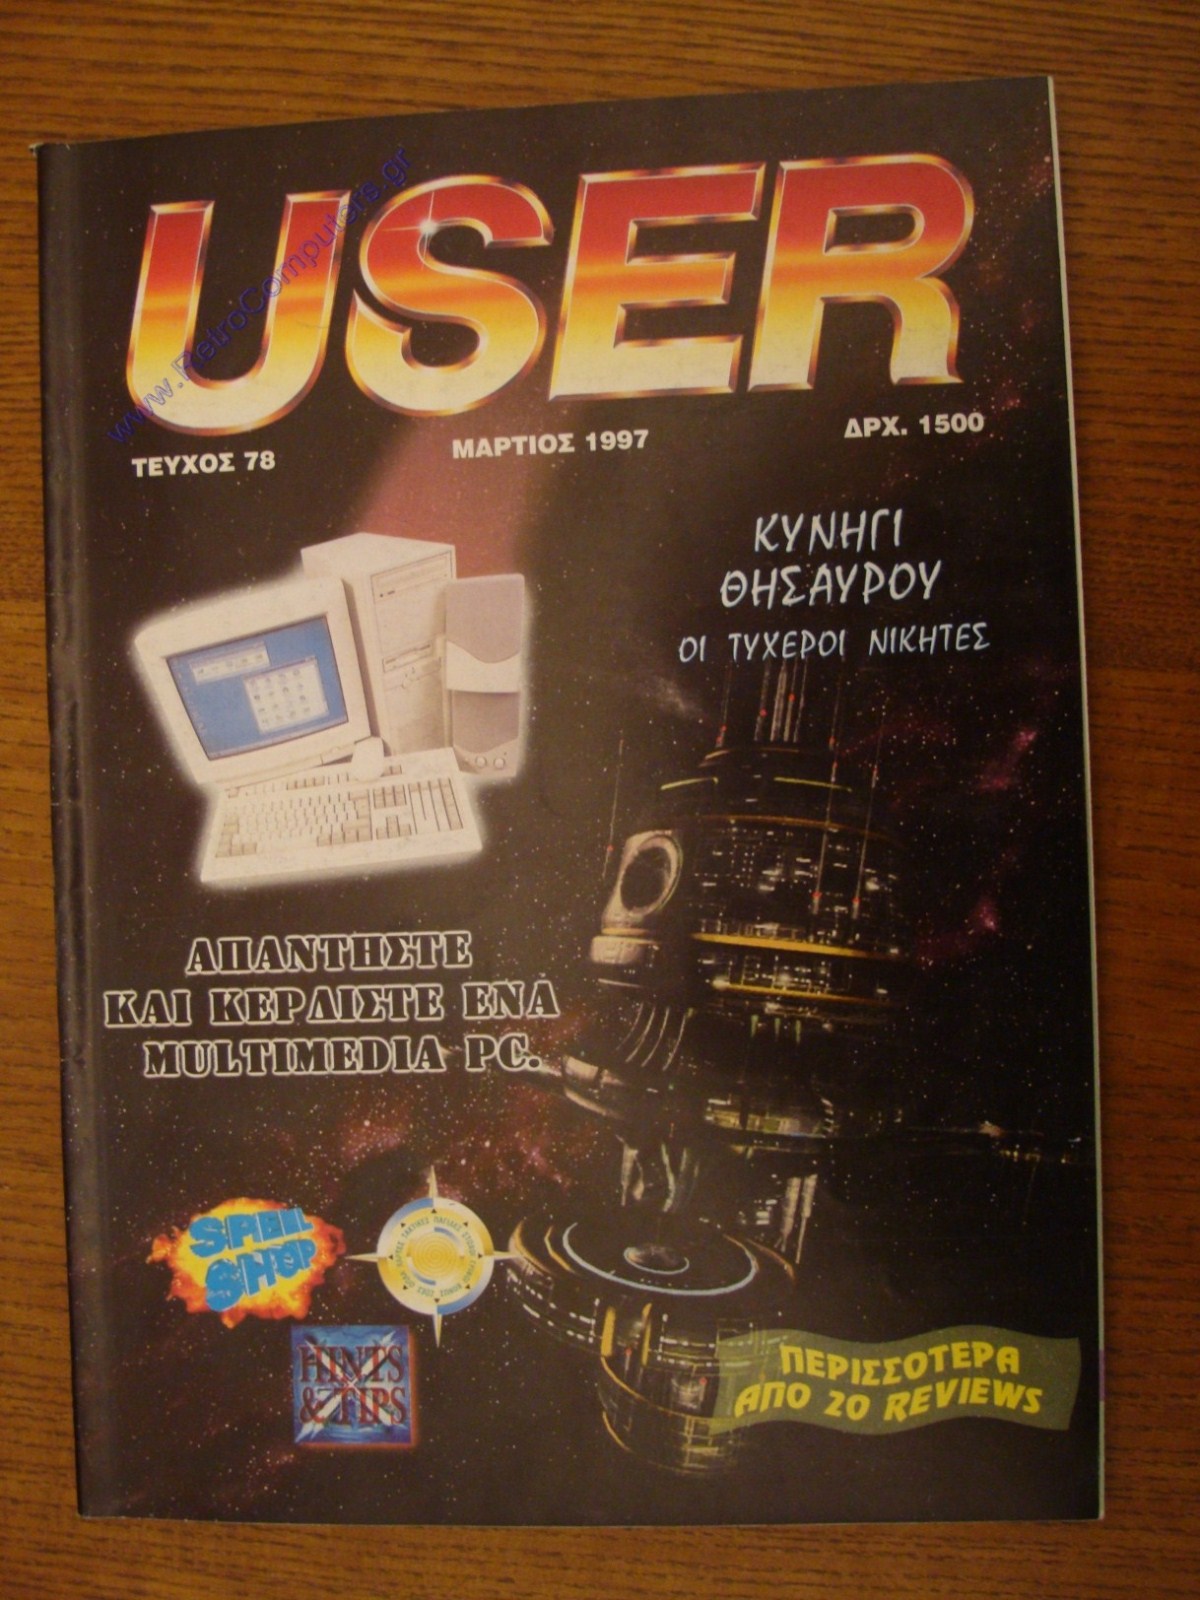 www.RetroComputers.gr
USER
ΤΕΥΧΟΣ 78
ΜΑΡΤΙΟΣ 1997
ΔΡΧ. 1500
ΚΥΝΗΓΙ
ΘΗΣΑΥΡΟΥ
ΟΙ ΤΥΧΕΡΟΙ ΝΙΚΗΤΕΣ
ΑΠΑΝΤΗΣΤΕ
ΚΑΙ ΚΕΡΔΙΣΤΕ ΕΝΑ
MULTIMEDIA PC.
SPELL
SHOP
HINTS
& TIPS
ΠΕΡΙΣΣΟΤΕΡΑ
ΑΠΟ 20 REVIEWS